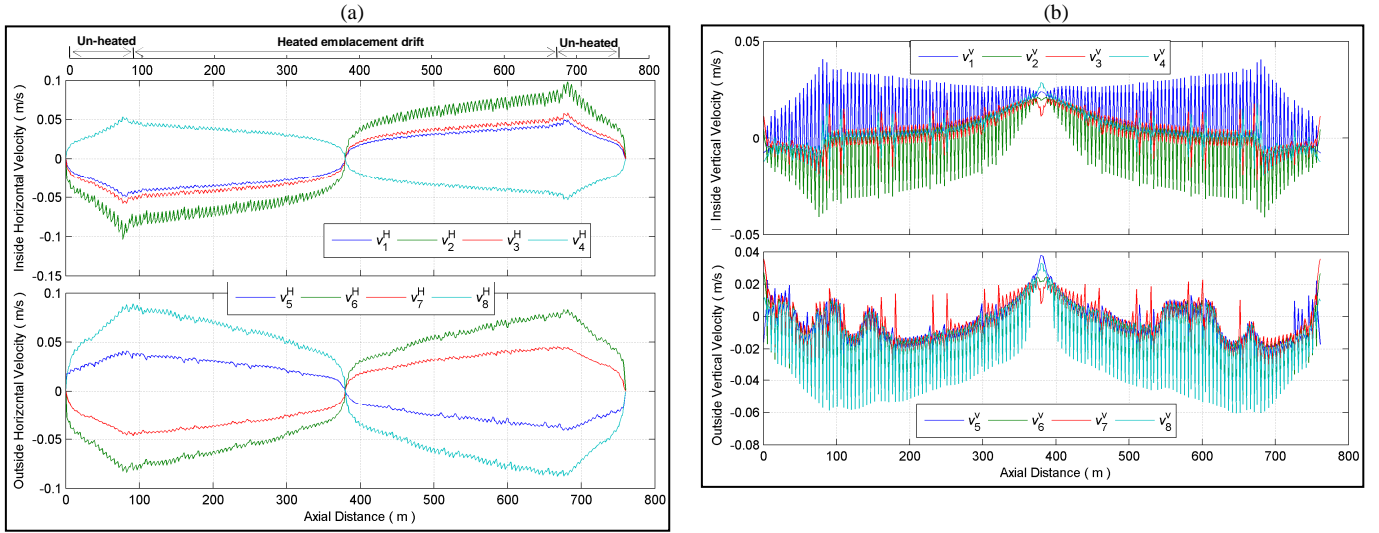 (a)
Un-heated Heated emplacement drift Un-heated
0 100 200 300 400 500 600 700 800
0.1
0.05
0
-0.05
-0.1
-0.15
Inside Horizontal Velocity ( m/s )
v1H v2H v3H v4H
0.1
0.05
0
-0.05
-0.1
Outside Horizontal Velocity ( m/s )
v5H v6H v7H v8H
0 100 200 300 400 500 600 700 800
Axial Distance ( m )
(b)
0.05
0
-0.05
Inside Vertical Velocity ( m/s )
v1v v2v v3v v4v
0.04
0.02
0
-0.02
-0.04
-0.06
-0.08
Outside Vertical Velocity ( m/s )
v5v v6v v7v v8v
0 100 200 300 400 500 600 700 800
Axial Distance ( m )